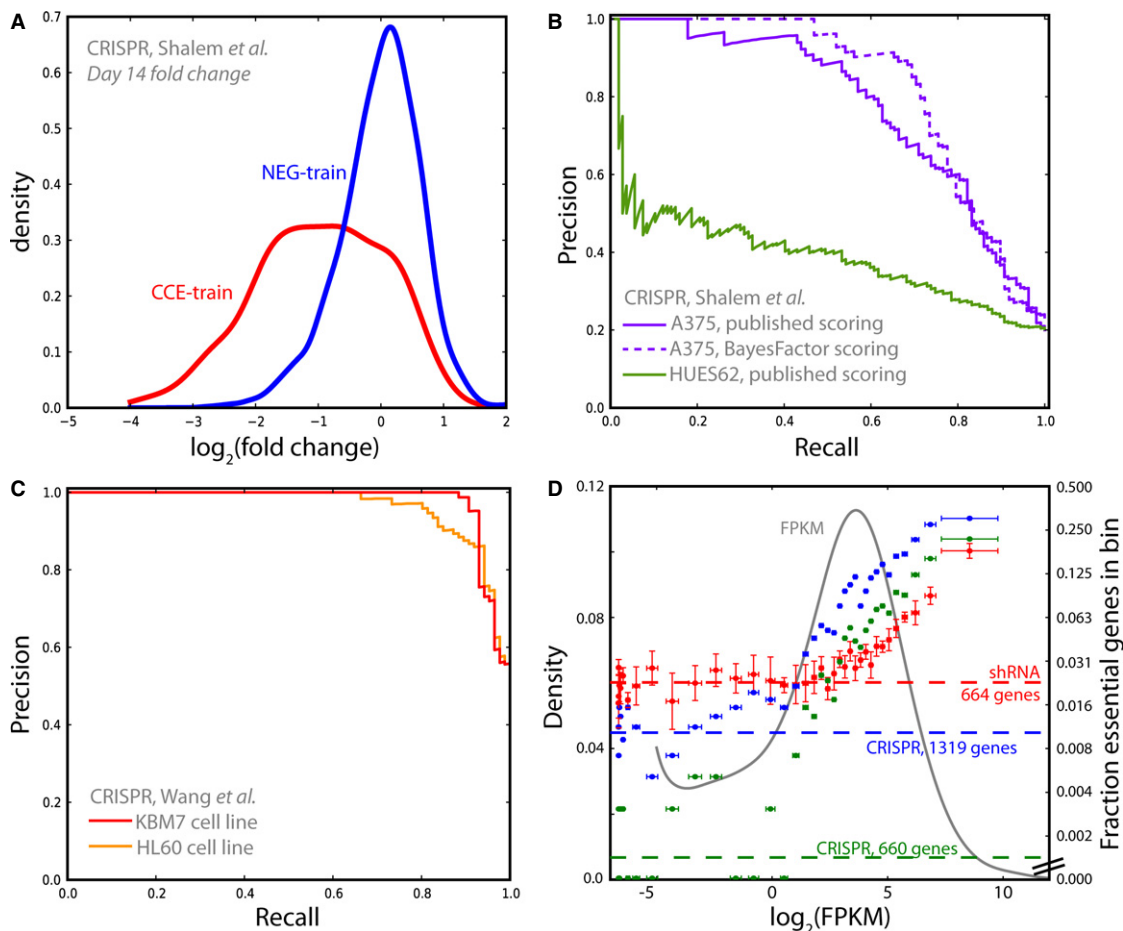 A
CRISPR, Shalem et al.
Day 14 fold change
NEG-train
CCE-train
density
0.7
0.6
0.5
0.4
0.3
0.2
0.1
0.0
−4 −3 −2 −1 0 1 2
−5
log2(fold change)
B
Precision
1.0
0.8
0.6
0.4
0.2
0.0
CRISPR, Shalem et al.
A375, published scoring
A375, BayesFactor scoring
HUES62, published scoring
0.0 0.2 0.4 0.6 0.8 1.0
Recall
C
Precision
1.0
0.8
0.6
0.4
0.2
0.0
CRISPR, Wang et al.
KBM7 cell line
HL60 cell line
0.0 0.2 0.4 0.6 0.8 1.0
Recall
D
Density
0.12
0.08
0.04
0.0
FPKM
shRNA
664 genes
CRISPR, 1319 genes
CRISPR, 660 genes
-5 0 5 10
log2(FPKM)
0.500
0.250
0.125
0.063
0.031
0.016
0.008
0.004
0.002
0.000
Fraction essential genes in bin